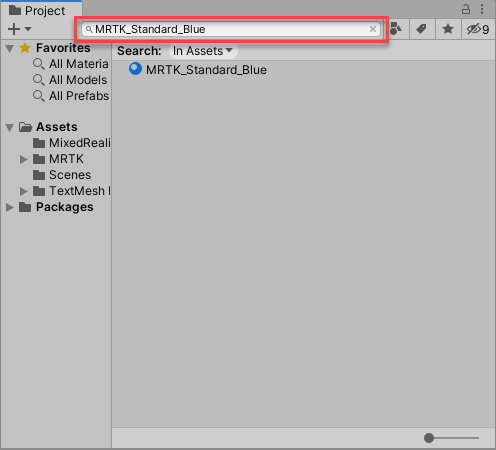 Project
MRTK_Standard_Blue
9
Favorites
All Materia
All Models
All Prefabs
Assets
MixedReali
MRTK
Scenes
TextMesh
Packages
Search: In Assets
MRTK_Standard_Blue